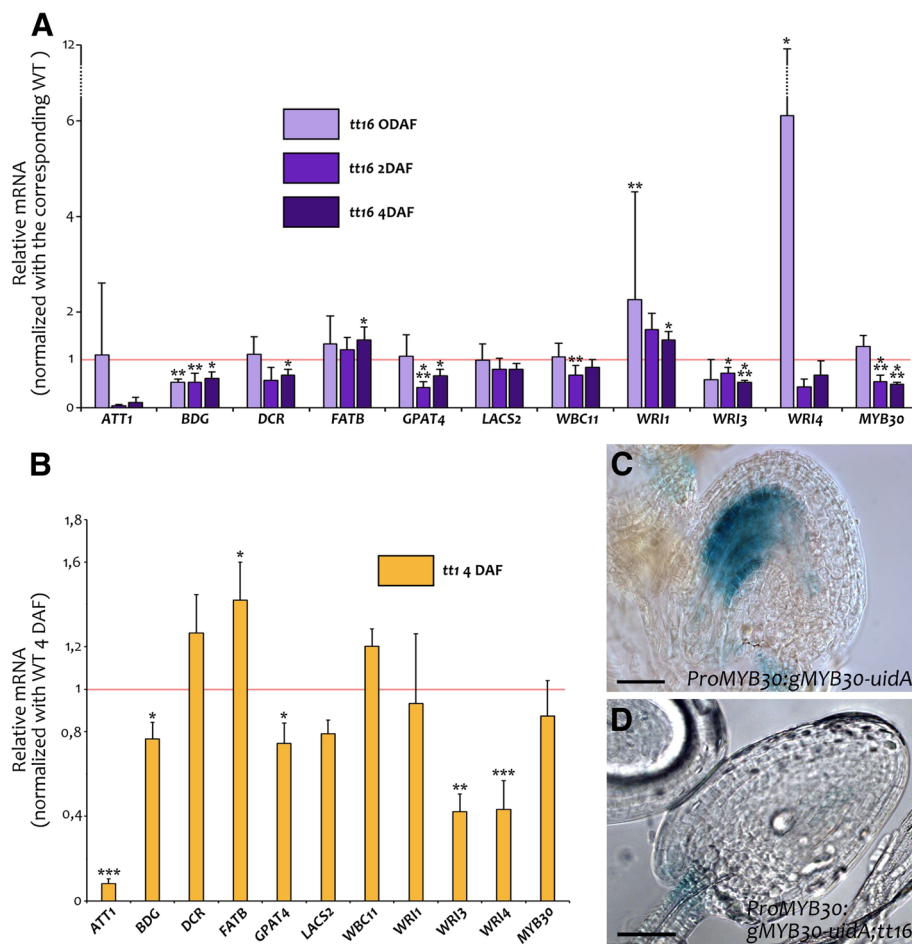 A
Relative mRNA
(normalized with the corresponding WT )
12
6
4
2
1
0
tt16 ODAF
tt16 2DAF
tt16 4DAF
** ** *
*
*
* ** *
**
** *
* * **
*
* ** * **
ATT1 BDG DCR FATB GPAT4 LACS2 WBC11 WRI1 WRI3 WRI4 MYB30
B
Relative mRNA
(normalized with WT 4 DAF)
1,8
1,6
1,2
1
0,8
0,4
0
tt1 4 DAF
***
*
*
*
**
***
ATT1 BDG DCR FATB GPAT4 LACS2 WBC11 WRI1 WRI3 WRI4 MYB30
C
ProMYB30:gMYB30-uidA
D
ProMYB30:
gMYB30-uidA;tt16